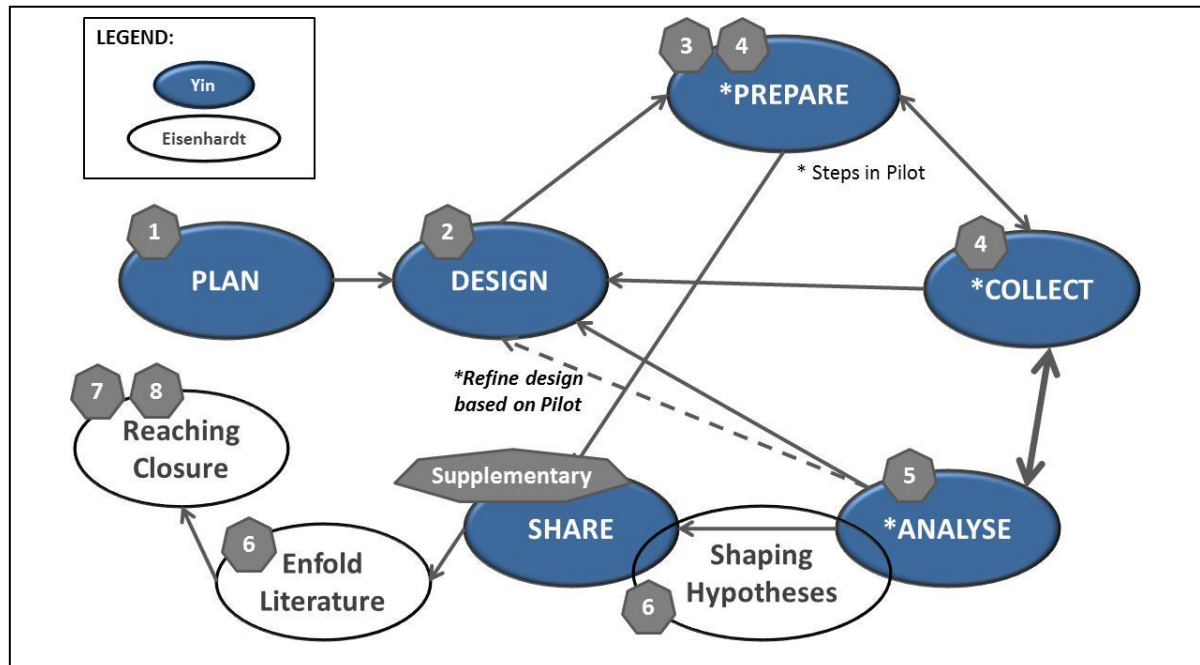 LEGEND:
Yin
Eisenhardt
3
4
*PREPARE
* Steps in Pilot
1
PLAN
2
DESIGN
4
*COLLECT
*Refine design
based on Pilot
7
8
Reaching
Closure
Supplementary
SHARE
5
*ANALYSE
Shaping
Hypotheses
6
6
Enfold
Literature